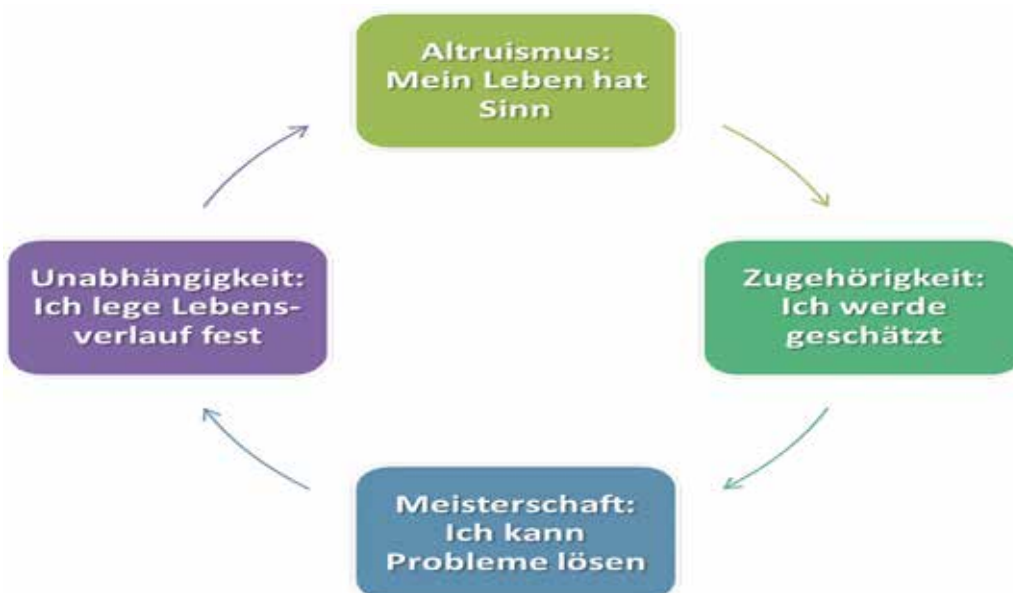 Altruismus:
Mein Leben hat
Sinn
Zugehörigkeit:
Ich werde
geschätzt
Meisterschaft:
Ich kann
Probleme lösen
Unabhängigkeit:
Ich lege Lebens-
verlauf fest